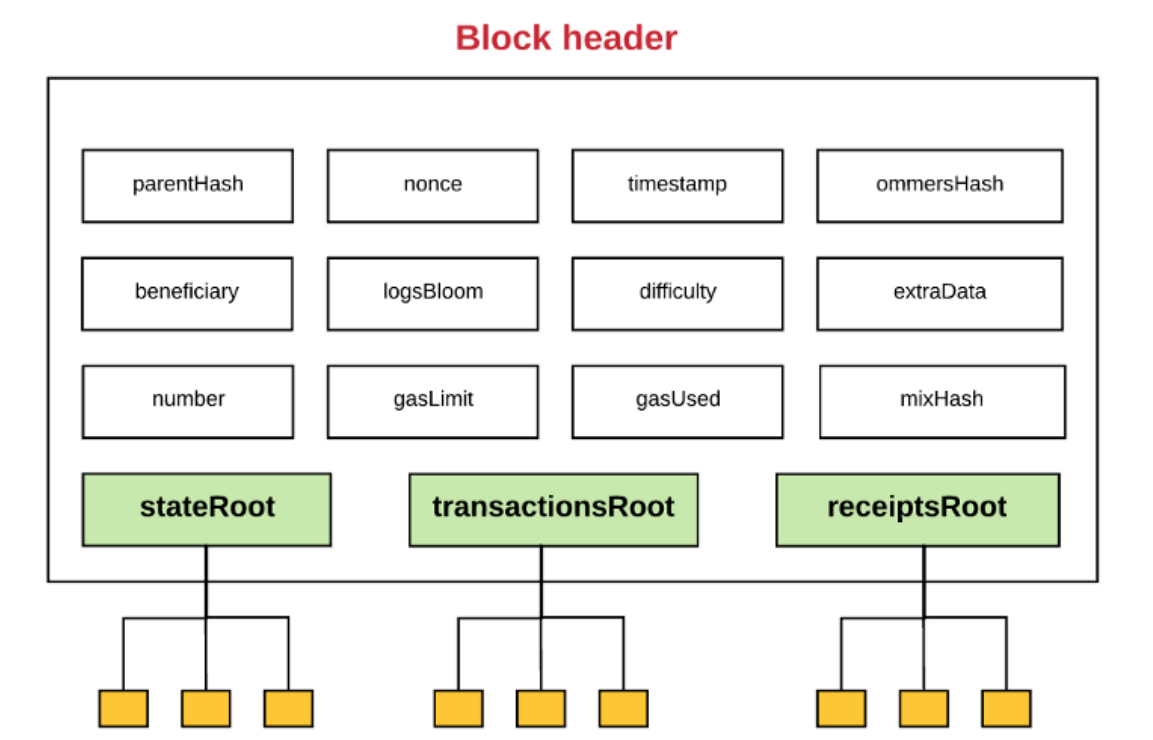 Block header
parentHash
nonce
timestamp
ommersHash
beneficiary
logsBloom
difficulty
extraData
number
gasLimit
gasUsed
mixHash
stateRoot
transactionsRoot
receiptsRoot